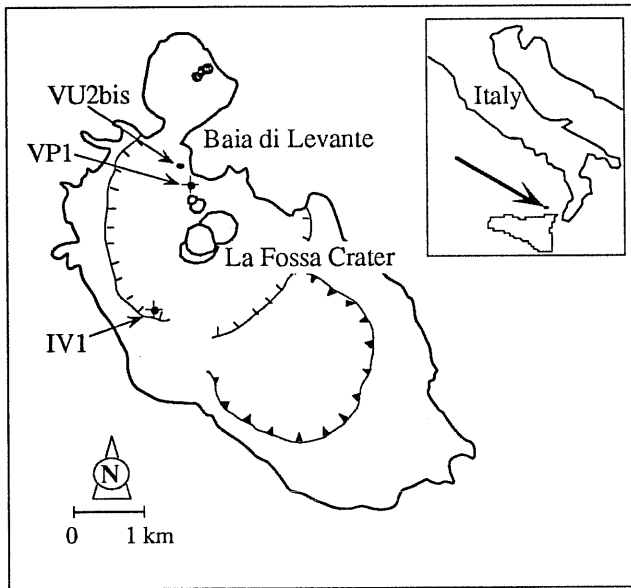 VU2bis
Baia di Levante
VP1
La Fossa Crater
IV1
N
0 1 km
Italy